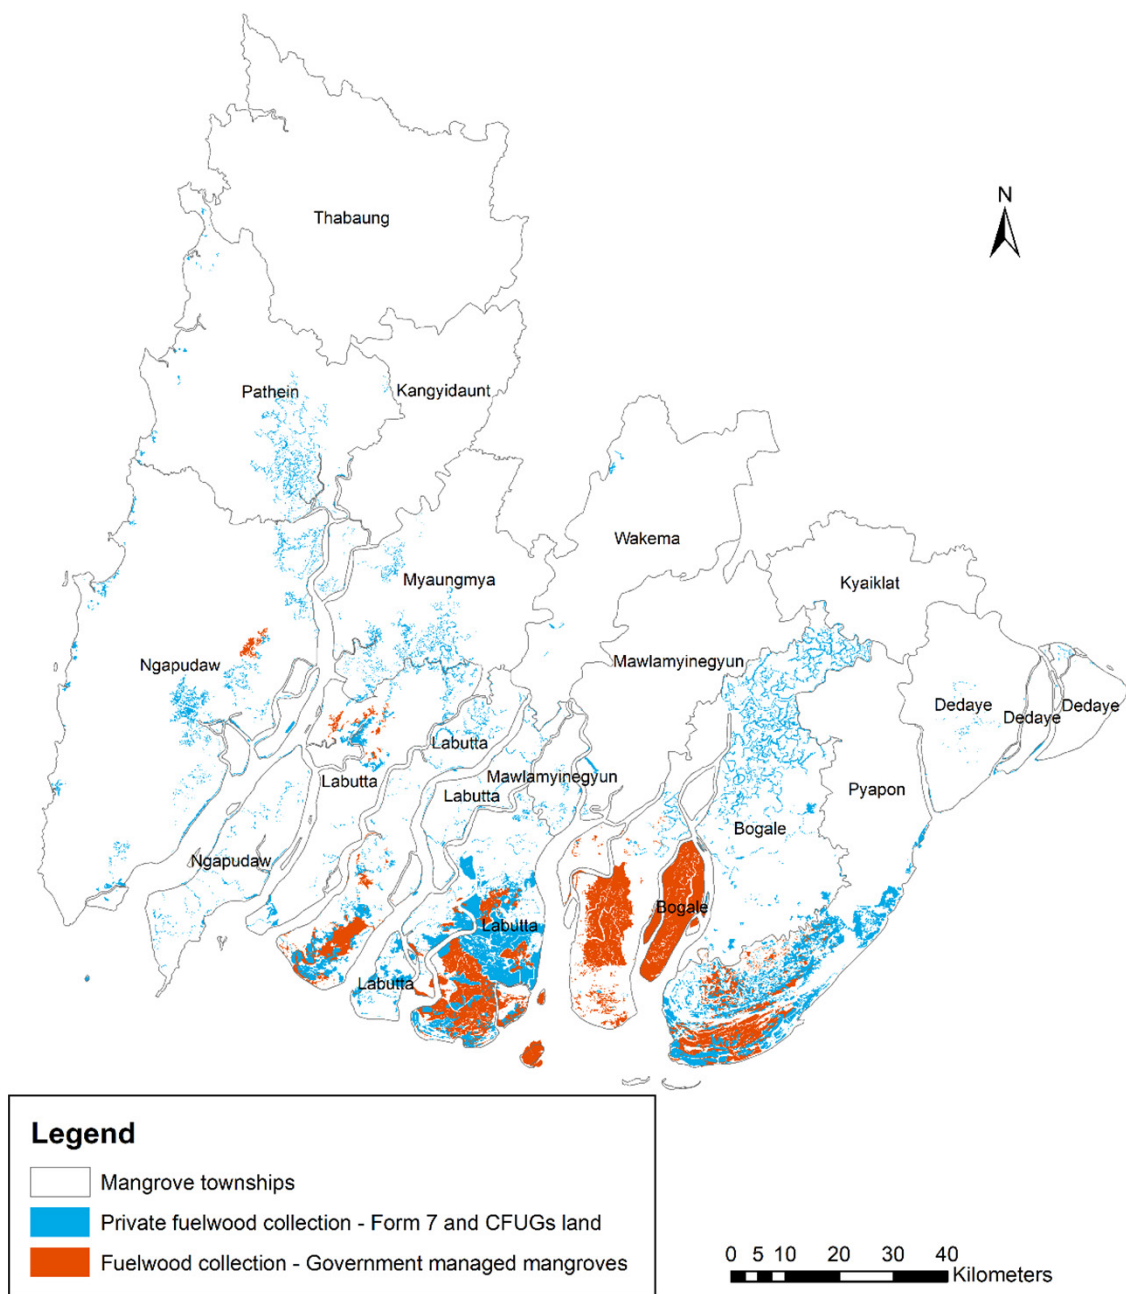 N
Thabaung
Pathein
Kangyidaunt
Wakema
Myaungmya
Kyaiklat
Ngapudaw
Mawlamyinegyun
Dedaye
Dedaye
Dedaye
Labutta
Labutta
Mawlamyinegyun
Labutta
Pyapon
Bogale
Ngapudaw
Bogale
Labutta
Labutta
Legend
Mangrove townships
Private fuelwood collection - Form 7 and CFUGs land
Fuelwood collection - Government managed mangroves
0 5 10 20 30 40
Kilometers